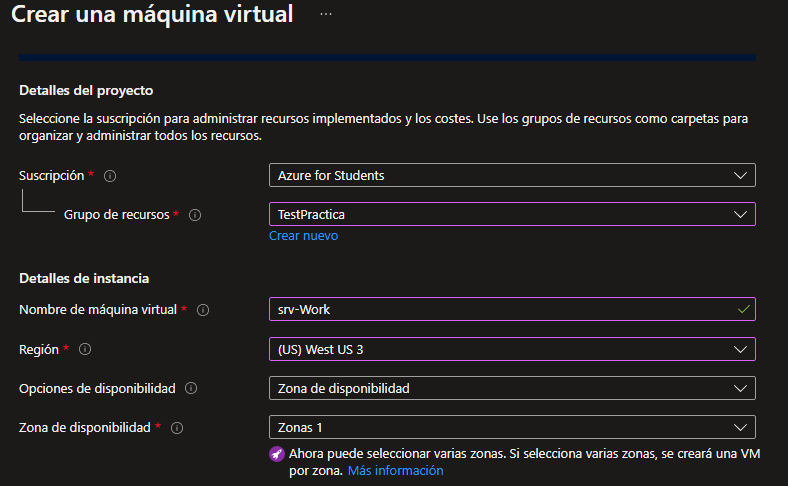 Crear una máquina virtual ...
Detalles del proyecto
Seleccione la suscripción para administrar recursos implementados y los costes. Use los grupos de recursos como carpetas para
organizar y administrar todos los recursos.
Suscripción *
Azure for Students
Grupo de recursos *
TestPractica
Crear nuevo
Detalles de instancia
Nombre de máquina virtual *
srv-Work
Región *
(US) West US 3
Opciones de disponibilidad
Zona de disponibilidad
Zona de disponibilidad *
Zonas 1
Ahora puede seleccionar varias zonas. Si selecciona varias zonas, se creará una VM
por zona. Más información